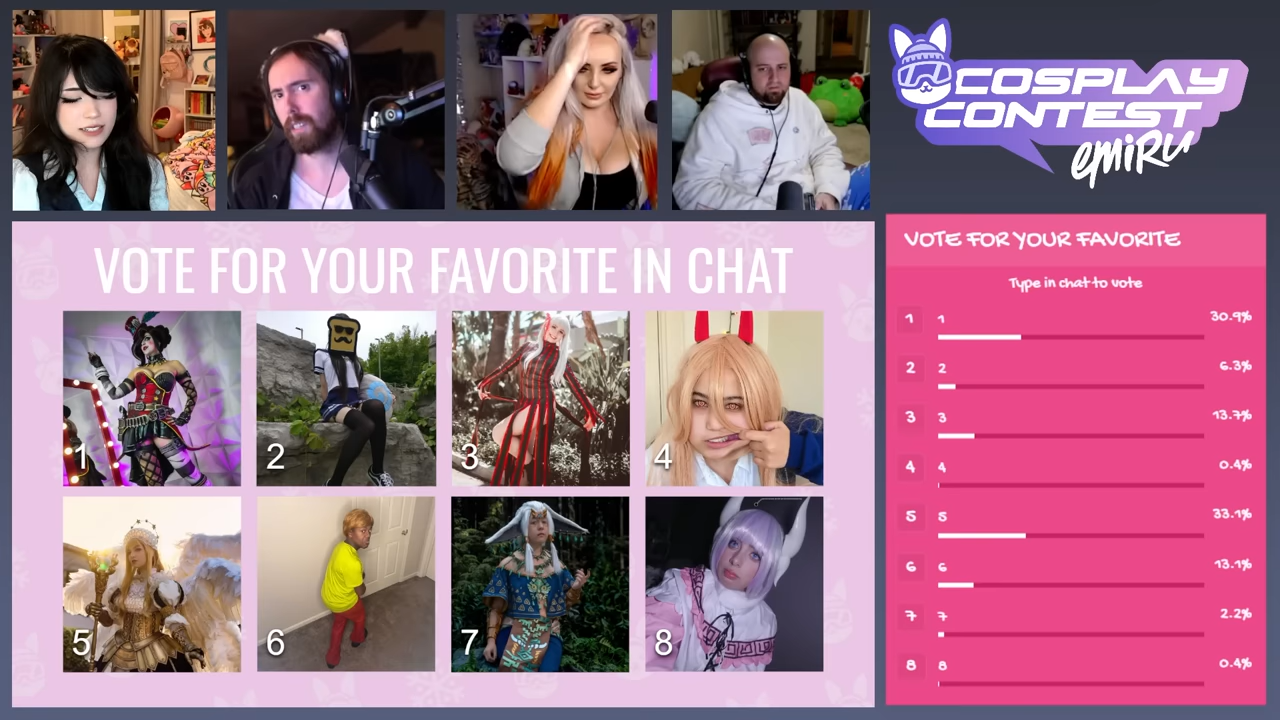 COSPLAY
CONTEST
emiru
VOTE FOR YOUR FAVORITE IN CHAT
1
2
3
4
5
6
7
8
VOTE FOR YOUR FAVORITE
Type in chat to vote
1 1 30.9%
2 2 6.3%
3 3 13.7%
4 4 0.4%
5 5 33.1%
6 6 13.1%
7 7 2.2%
8 8 0.4%